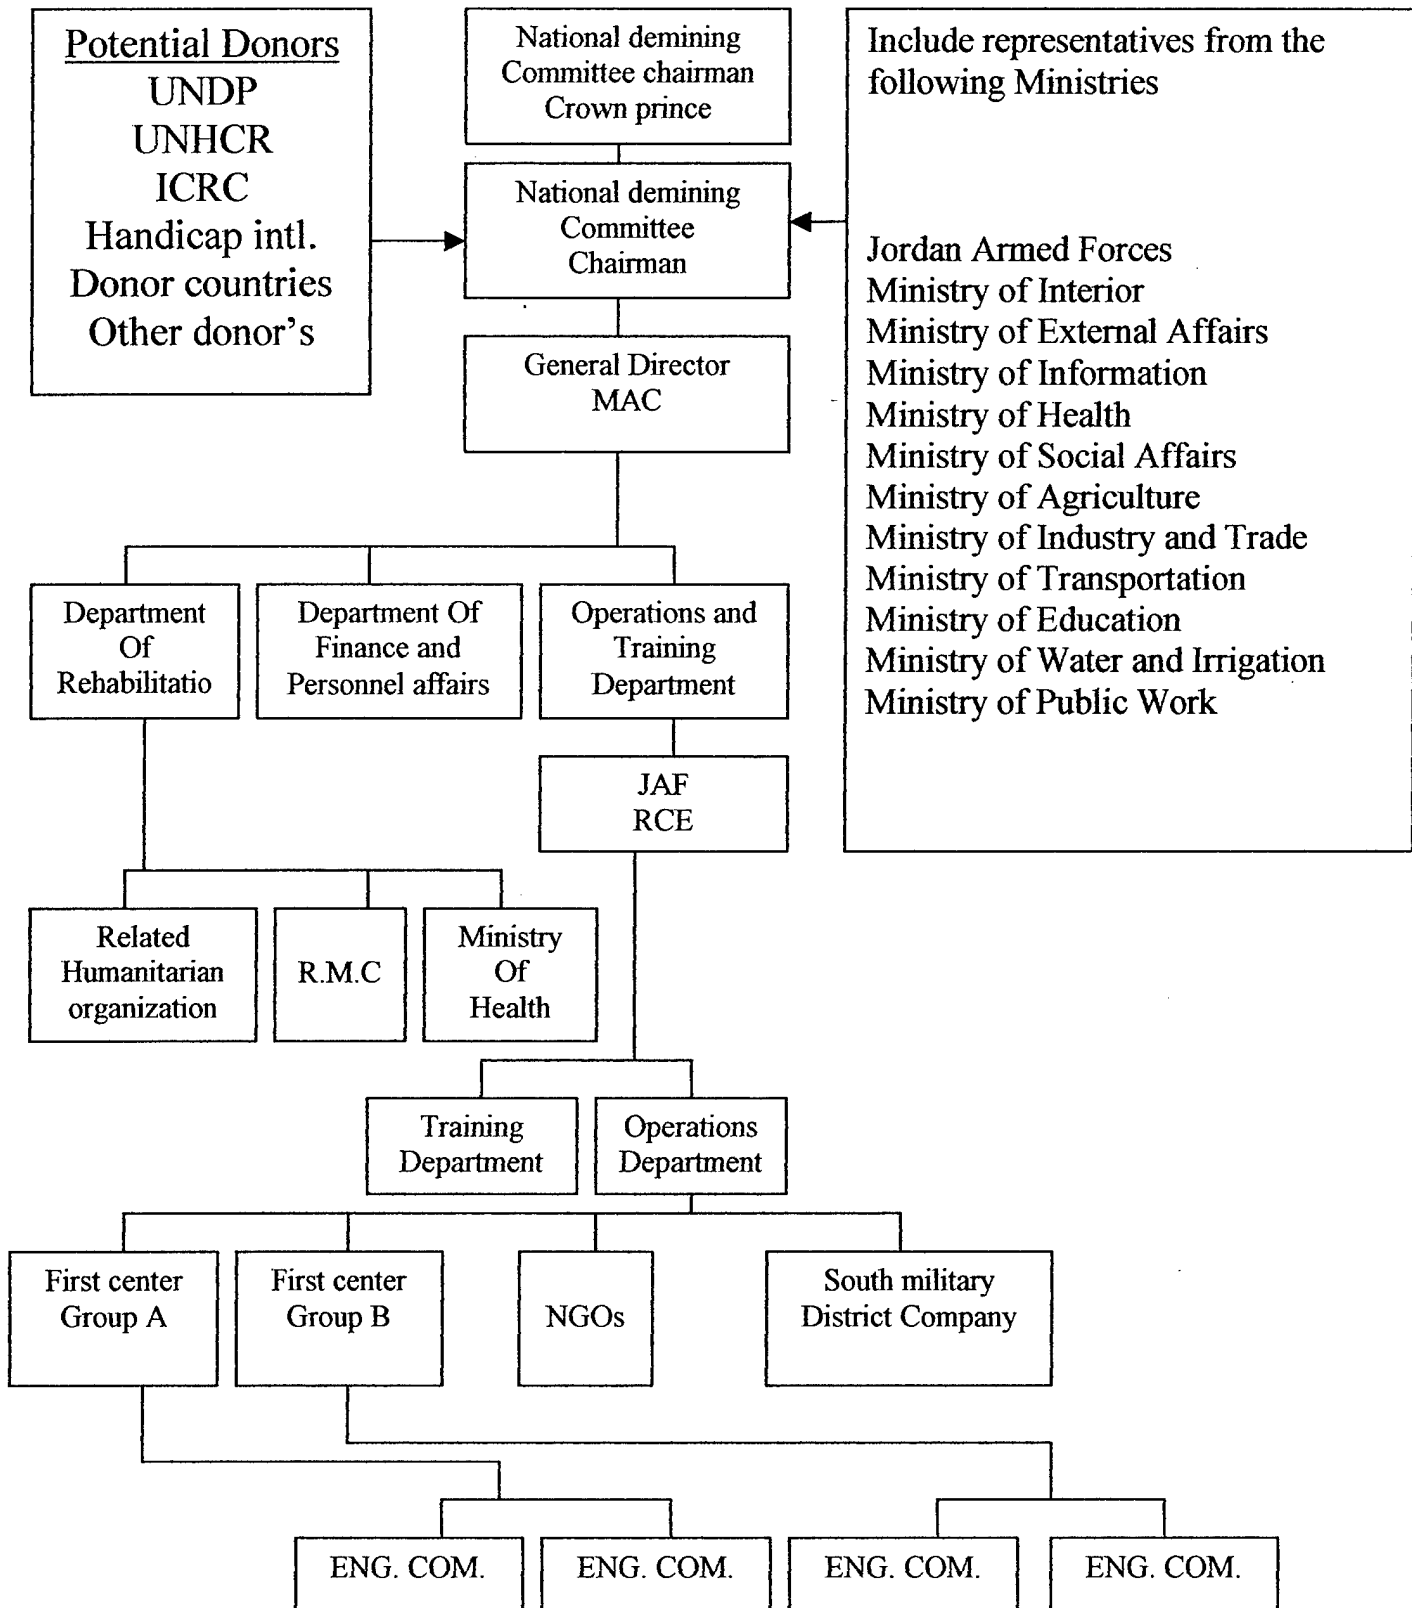 Potential Donors
UNDP
UNHCR
ICRC
Handicap intl.
Donor countries
Other donor's
National demining
Committee chairman
Crown prince
National demining
Committee
Chairman
General Director
MAC
Include representatives from the
following Ministries
Jordan Armed Forces
Ministry of Interior
Ministry of External Affairs
Ministry of Information
Ministry of Health
Ministry of Social Affairs
Ministry of Agriculture
Ministry of Industry and Trade
Ministry of Transportation
Ministry of Education
Ministry of Water and Irrigation
Ministry of Public Work
Department
Of
Rehabilitatio
Department Of
Finance and
Personnel affairs
Operations and
Training
Department
JAF
RCE
Related
Humanitarian
organization
R.M.C
Ministry
Of
Health
Training
Department
Operations
Department
First center
Group A
First center
Group B
NGOs
South military
District Company
ENG. COM.
ENG. COM.
ENG. COM.
ENG. COM.